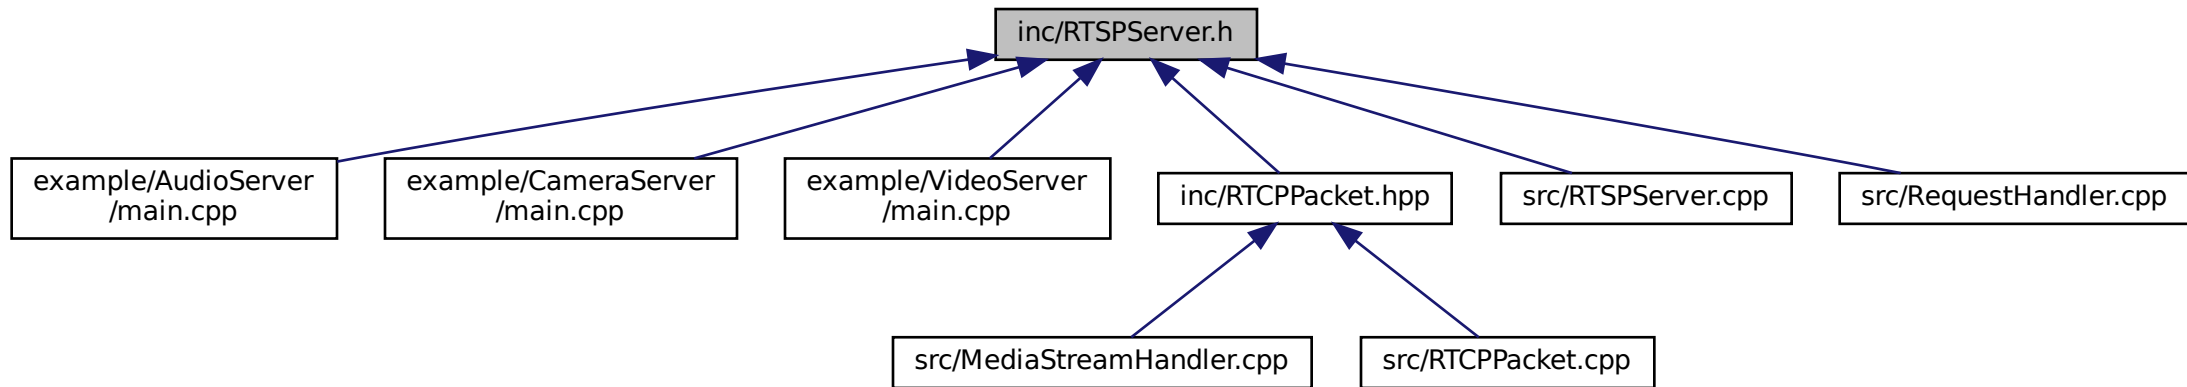 inc/RTSPServer.h
example/AudioServer
/main.cpp
example/CameraServer
/main.cpp
example/VideoServer
/main.cpp
inc/RTCPPacket.hpp
src/RTSPServer.cpp
src/RequestHandler.cpp
src/MediaStreamHandler.cpp
src/RTCPPacket.cpp